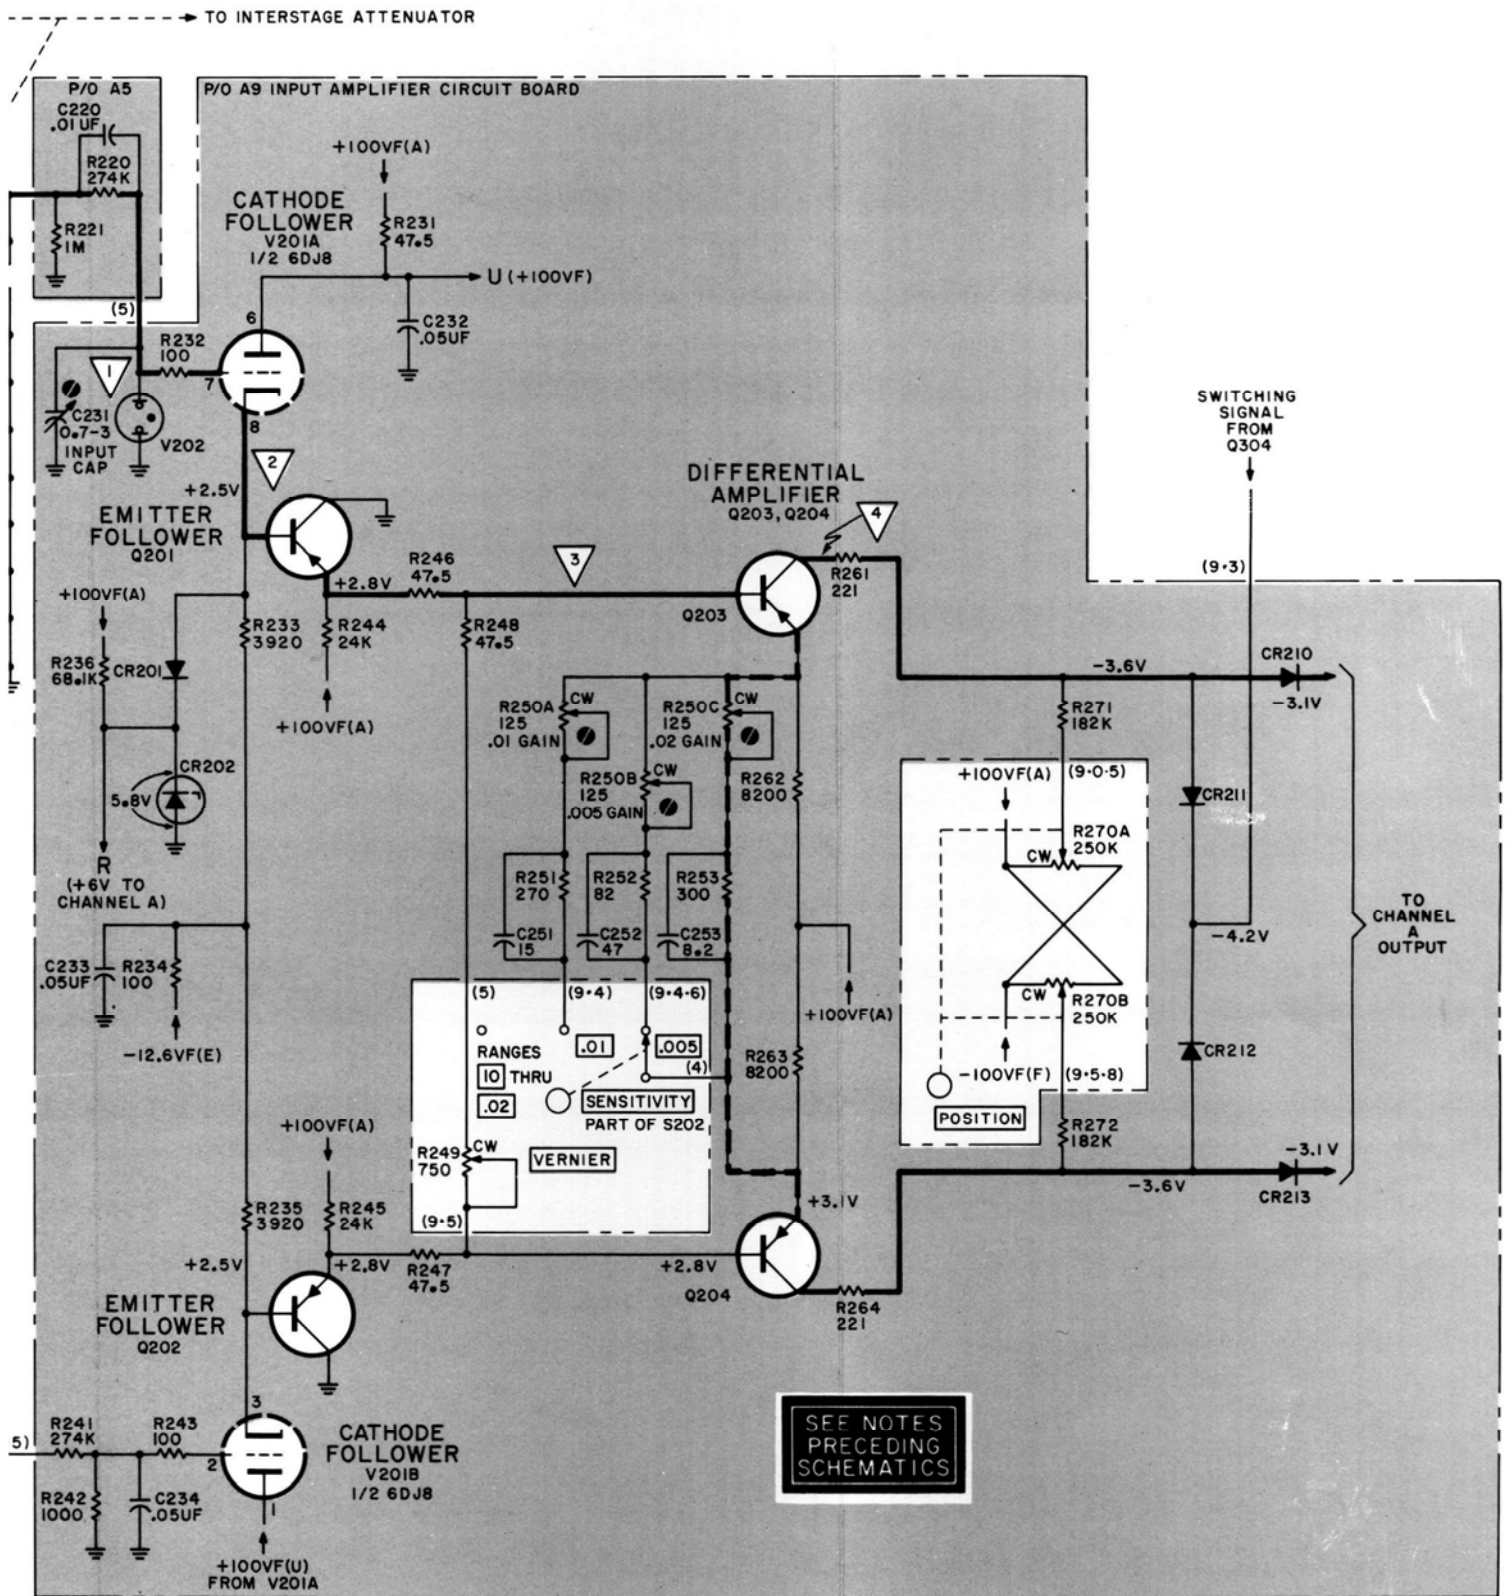 TO INTERSTAGE ATTENUATOR
P/O A5
P/O A9 INPUT AMPLIFIER CIRCUIT BOARD
C220
.01UF
R220
274K
R221
1M
(5)
+100VF(A)
CATHODE
FOLLOWER
V201A
1/2 6DJ8
R231
47.5
U (+100VF)
C232
.05UF
6
7
8
R232
100
1
C231
0.7-3
INPUT
CAP
V202
2
+2.5V
EMITTER
FOLLOWER
Q201
+2.8V
R246
47.5
3
DIFFERENTIAL
AMPLIFIER
Q203, Q204
4
R261
221
Q203
SWITCHING
SIGNAL
FROM
Q304
(9·3)
+100VF(A)
R236
68.1K
CR201
R233
3920
R244
24K
+100VF(A)
R248
47.5
CR202
5.8V
R
(+6V TO
CHANNEL A)
R250A
125
.01 GAIN
CW
R250B
125
.005 GAIN
CW
R250C
125
.02 GAIN
CW
R262
8200
-3.6V
CR210
-3.1V
R271
182K
+100VF(A)
(9·0·5)
R270A
250K
CW
CR211
R251
270
R252
82
R253
300
C251
15
C252
47
C253
8.2
-4.2V
TO
CHANNEL
A
OUTPUT
C233
.05UF
R234
100
-12.6VF(E)
(5)
(9·4)
(9·4·6)
+100VF(A)
CW
R270B
250K
RANGES
10 THRU
.02
.01
.005
(4)
SENSITIVITY
PART OF S202
R263
8200
-100VF(F)
(9·5·8)
CR212
POSITION
R272
182K
+100VF(A)
R249
750
CW
VERNIER
(9·5)
-3.1V
-3.6V
CR213
R235
3920
R245
24K
+3.1V
+2.5V
+2.8V
R247
47.5
+2.8V
Q204
R264
221
EMITTER
FOLLOWER
Q202
3
2
1
R241
274K
5)
R243
100
R242
1000
C234
.05UF
CATHODE
FOLLOWER
V201B
1/2 6DJ8
+100VF(U)
FROM V201A
SEE NOTES
PRECEDING
SCHEMATICS